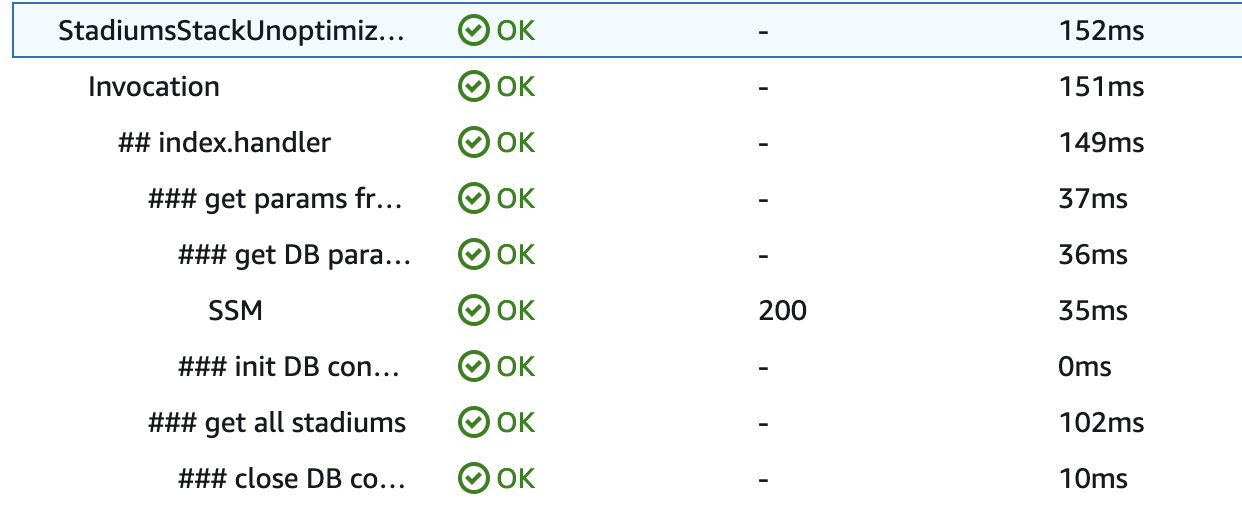 StadiumsStackUnoptimiz... OK - 152ms
Invocation OK - 151ms
## index.handler OK - 149ms
### get params fr... OK - 37ms
### get DB para... OK - 36ms
SSM OK 200 35ms
### init DB con... OK - 0ms
### get all stadiums OK - 102ms
### close DB co... OK - 10ms